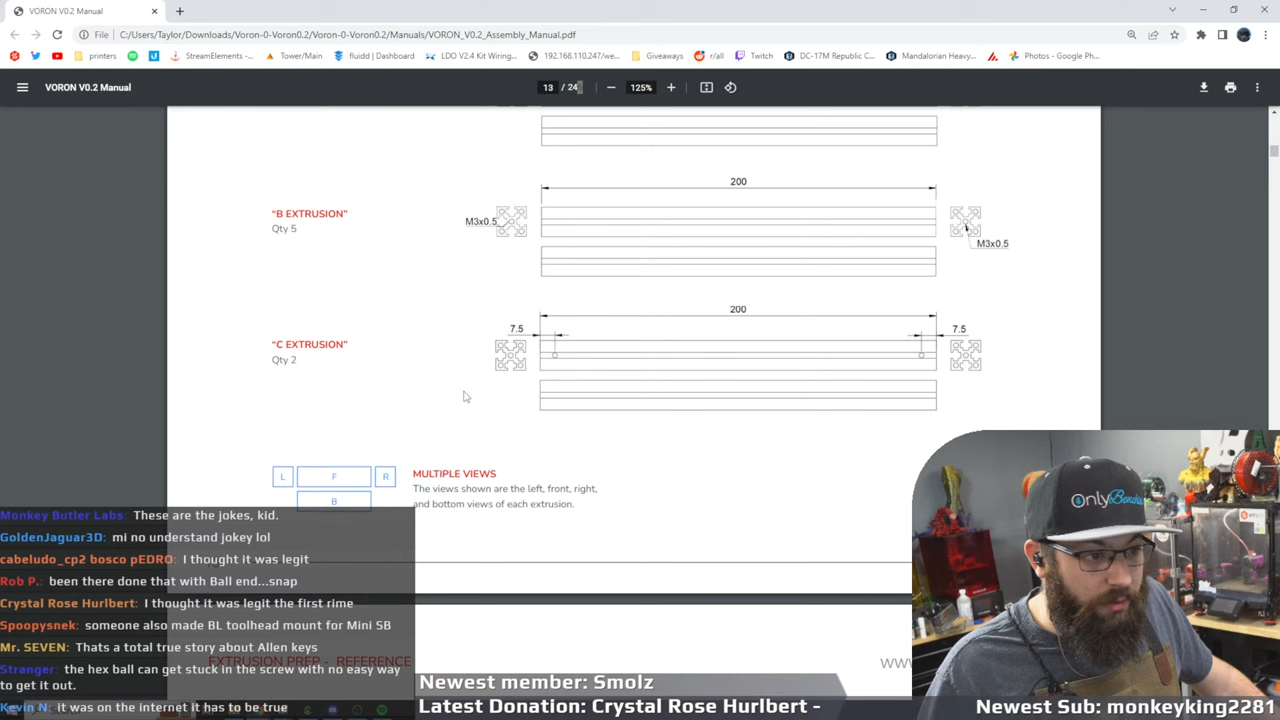 VORON V0.2 Manual
File
C:/Users/Taylor/Downloads/Voron-0-Voron0.2/Voron-0-Voron0.2/Manuals/VORON_V0.2_Assembly_Manual.pdf
printers
StreamElements -...
Tower/Main
fluidd | Dashboard
LDO V2.4 Kit Wiring...
192.168.110.247/we...
Giveaways
r/all
Twitch
DC-17M Republic C...
Mandalorian Heavy...
Photos - Google Ph...
VORON V0.2 Manual
13 / 24
125%
200
"B EXTRUSION"
Qty 5
M3x0.5
M3x0.5
200
7.5
7.5
"C EXTRUSION"
Qty 2
L
F
R
B
MULTIPLE VIEWS
The views shown are the left, front, right,
and bottom views of each extrusion.
Monkey Butler Labs: These are the jokes, kid.
GoldenJaguar3D: mi no understand jokey lol
cabeludo_cp2 bosco pEDRO: I thought it was legit
Rob P.: been there done that with Ball end...snap
Crystal Rose Hurlbert: I thought it was legit the first rime
Spoopysnek: someone also made BL toolhead mount for Mini SB
Mr. SEVEN: Thats a total true story about Allen keys
Stranger: the hex ball can get stuck in the screw with no easy way
to get it out.
Kevin N: it was on the internet it has to be true
EXTRUSION PREP - REFERENCE
www
OnlyBenchys
Newest member: Smolz
Latest Donation: Crystal Rose Hurlbert -
Newest Sub: monkeyking2281